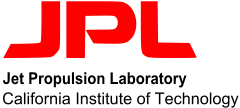 JPL
Jet Propulsion Laboratory
California Institute of Technology